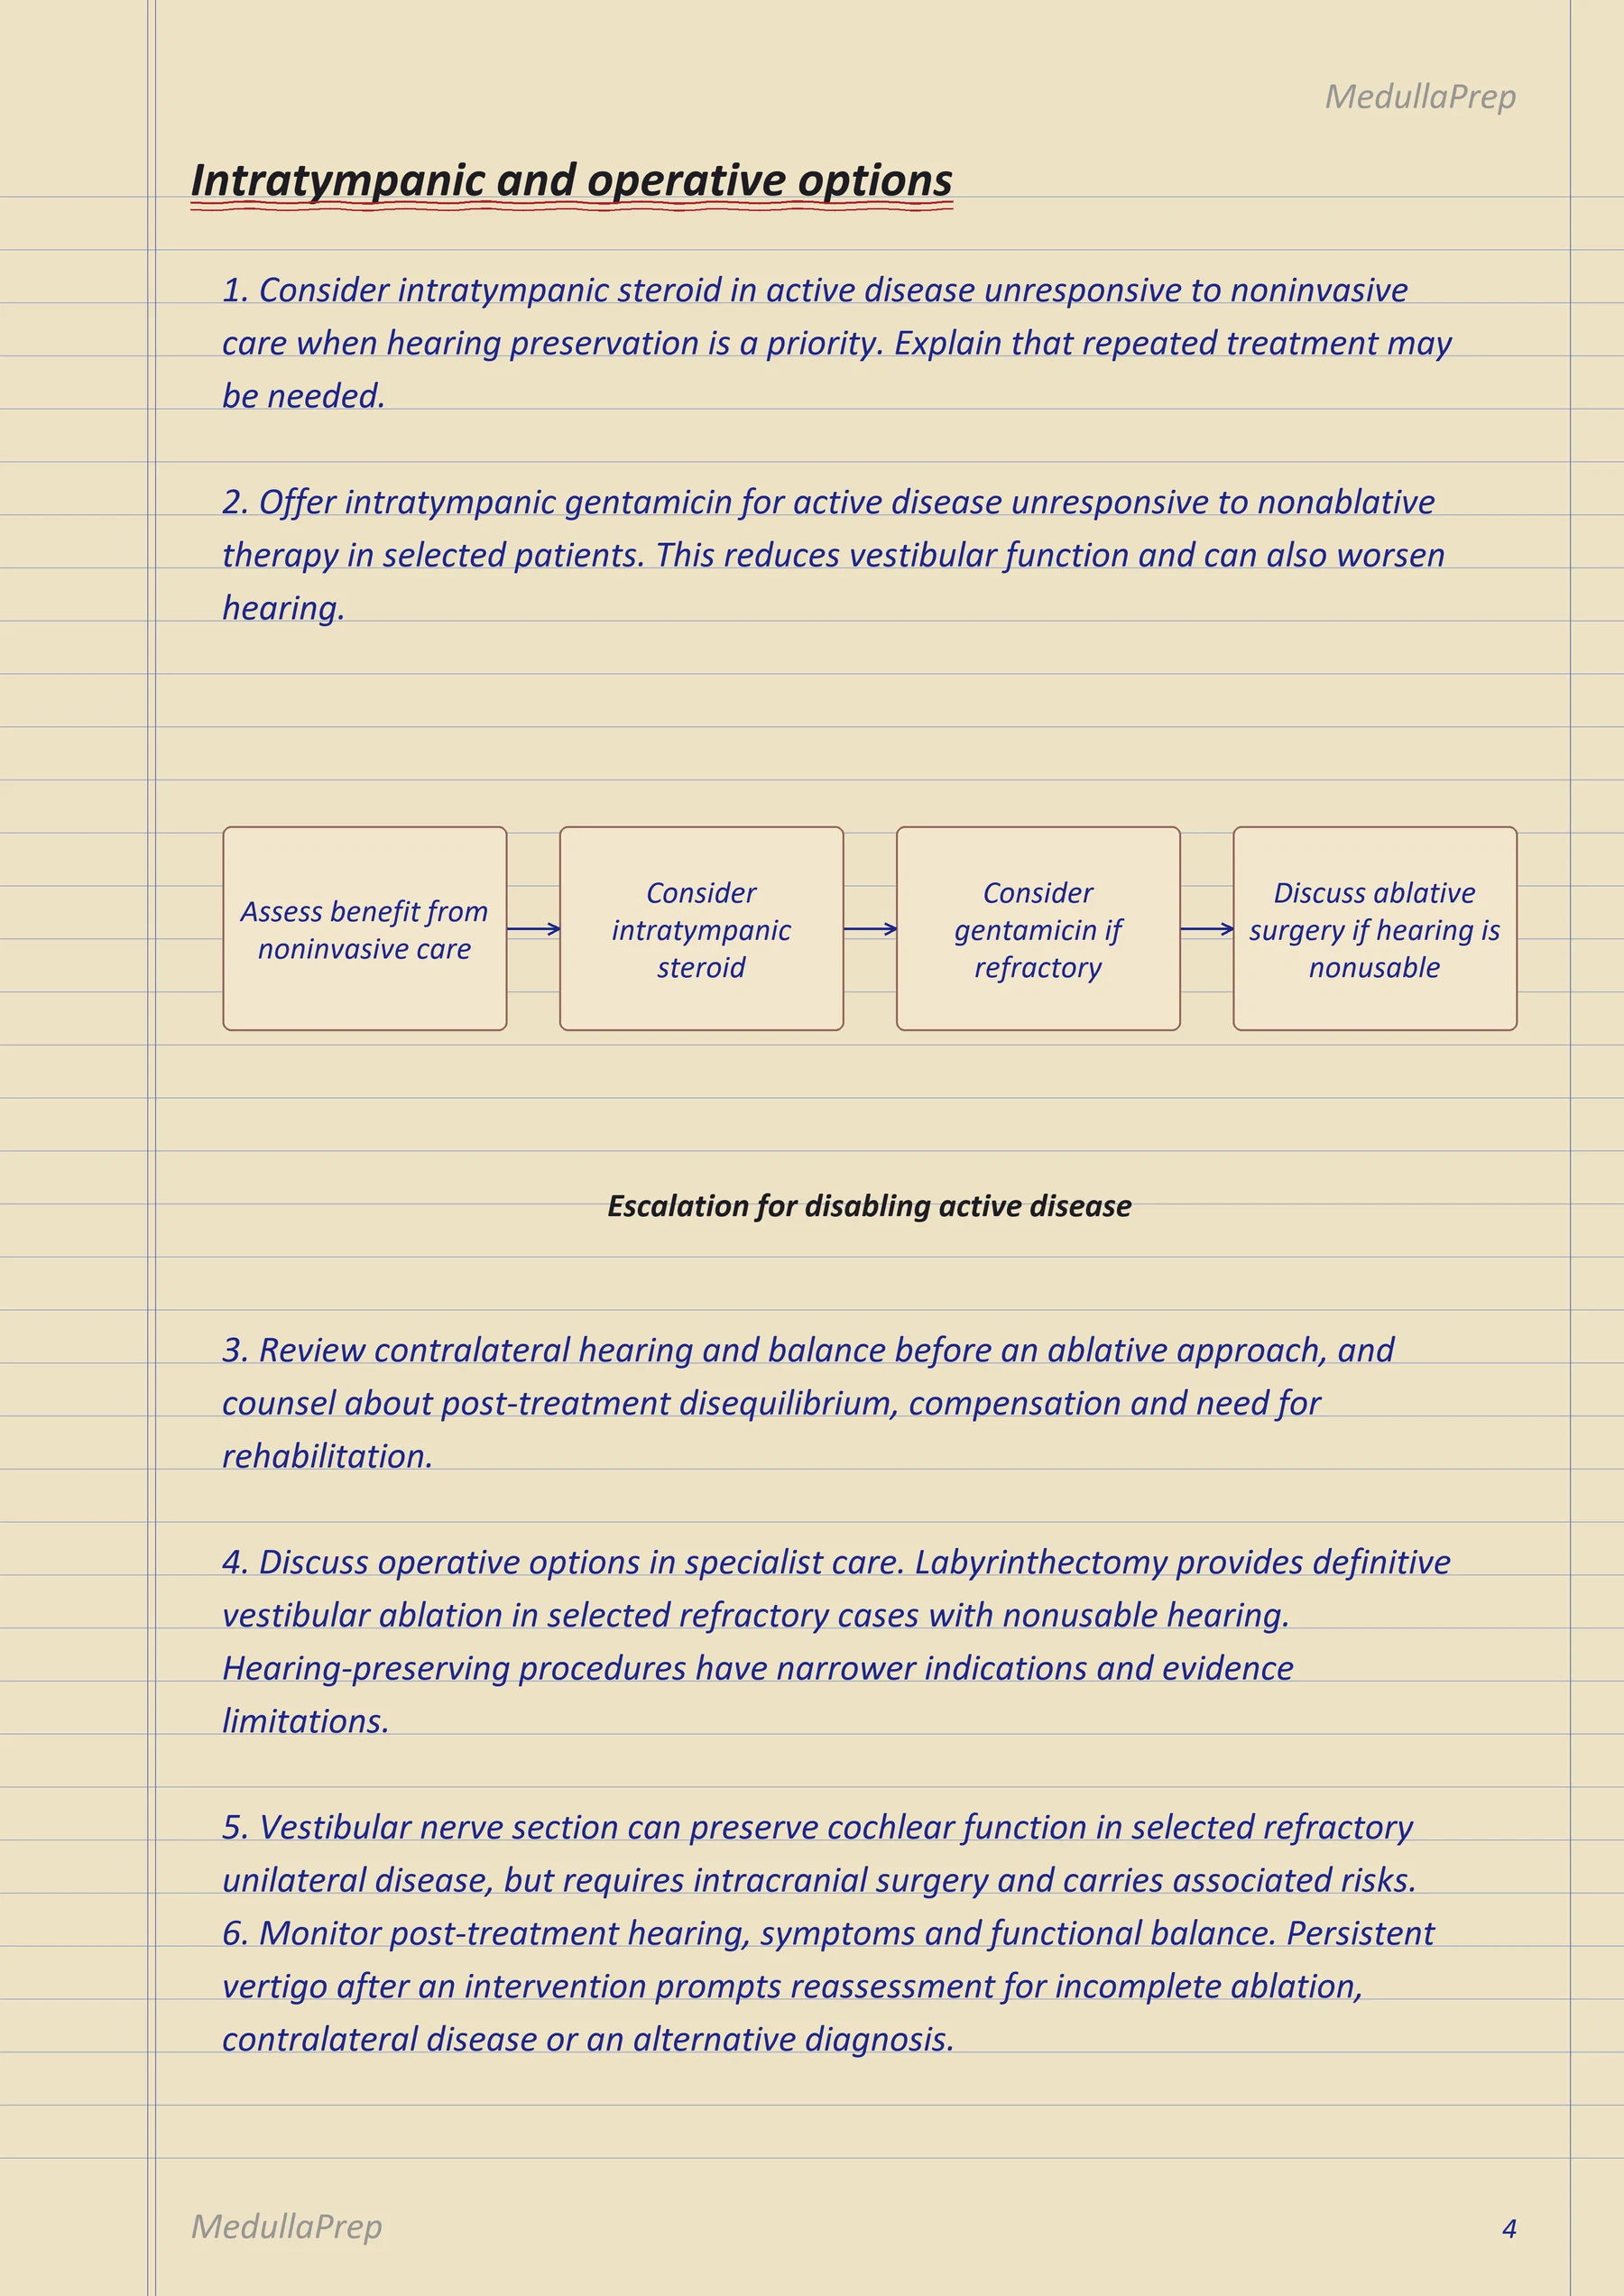 MedullaPrep
Intratympanic and operative options
1. Consider intratympanic steroid in active disease unresponsive to noninvasive
care when hearing preservation is a priority. Explain that repeated treatment may
be needed.
2. Offer intratympanic gentamicin for active disease unresponsive to nonablative
therapy in selected patients. This reduces vestibular function and can also worsen
hearing.
Assess benefit from
noninvasive care
Consider
intratympanic
steroid
Consider
gentamicin if
refractory
Discuss ablative
surgery if hearing is
nonusable
Escalation for disabling active disease
3. Review contralateral hearing and balance before an ablative approach, and
counsel about post-treatment disequilibrium, compensation and need for
rehabilitation.
4. Discuss operative options in specialist care. Labyrinthectomy provides definitive
vestibular ablation in selected refractory cases with nonusable hearing.
Hearing-preserving procedures have narrower indications and evidence
limitations.
5. Vestibular nerve section can preserve cochlear function in selected refractory
unilateral disease, but requires intracranial surgery and carries associated risks.
6. Monitor post-treatment hearing, symptoms and functional balance. Persistent
vertigo after an intervention prompts reassessment for incomplete ablation,
contralateral disease or an alternative diagnosis.
MedullaPrep
4